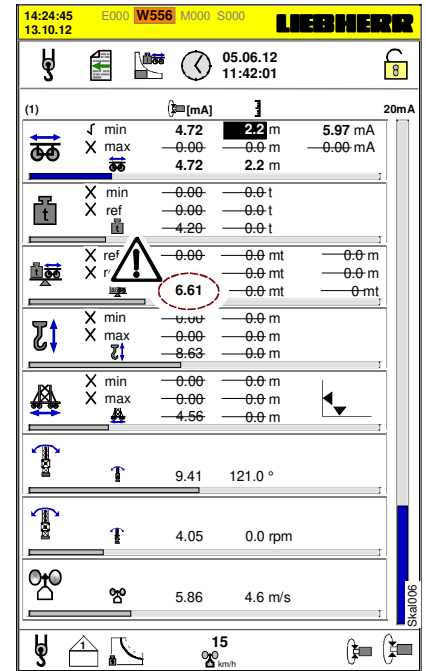 14:24:45 E000 W556 M000 S000 LIEBHERR
13.10.12
05.06.12
11:42:01
8
(1) [mA] 20mA
min 4.72 2.2 m 5.97 mA
max 0.00 0.0 m 0.00 mA
4.72 2.2 m
min 0.00 0.0 t
t ref 0.00 0.0 t
t 4.20 0.0 t
ref 0.00 0.0 mt 0.0 m
t 0.0 mt 0.0 m
6.61 0.0 mt 0 mt
min 0.00 0.0 m
max 0.00 0.0 m
8.63 0.0 m
min 0.00 0.0 m
max 0.00 0.0 m
4.56 0.0 m
9.41 121.0 °
4.05 0.0 rpm
5.86 4.6 m/s
Skal006
1 15
km/h